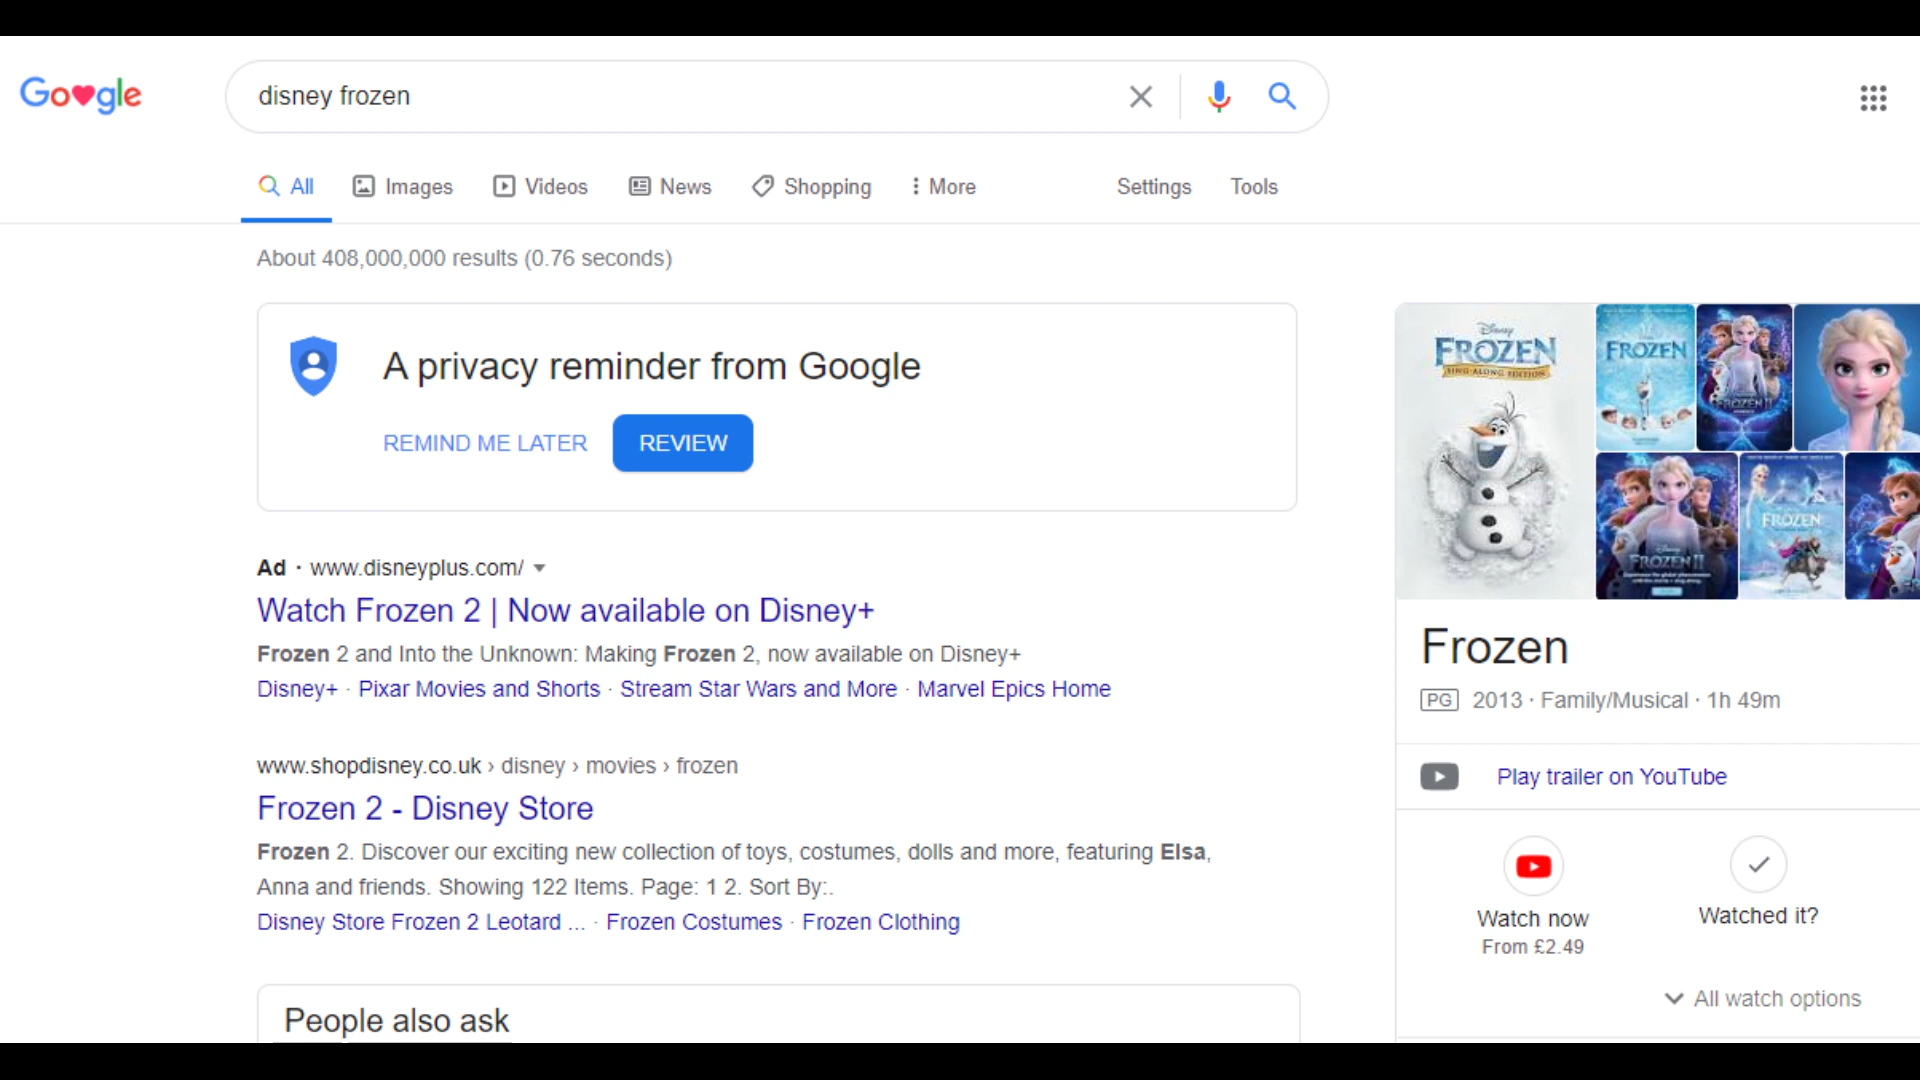 Google
disney frozen
All
Images
Videos
News
Shopping
More
Settings
Tools
About 408,000,000 results (0.76 seconds)
A privacy reminder from Google
REMIND ME LATER
REVIEW
Ad · www.disneyplus.com/
Watch Frozen 2 | Now available on Disney+
Frozen 2 and Into the Unknown: Making Frozen 2, now available on Disney+
Disney+ · Pixar Movies and Shorts · Stream Star Wars and More · Marvel Epics Home
www.shopdisney.co.uk › disney › movies › frozen
Frozen 2 - Disney Store
Frozen 2. Discover our exciting new collection of toys, costumes, dolls and more, featuring Elsa,
Anna and friends. Showing 122 Items. Page: 1 2. Sort By:.
Disney Store Frozen 2 Leotard ... · Frozen Costumes · Frozen Clothing
People also ask
Disney
FROZEN
SING-ALONG EDITION
FROZEN
FROZEN II
Disney
FROZEN II
FROZEN
Frozen
PG 2013 · Family/Musical · 1h 49m
Play trailer on YouTube
Watch now
From £2.49
Watched it?
All watch options